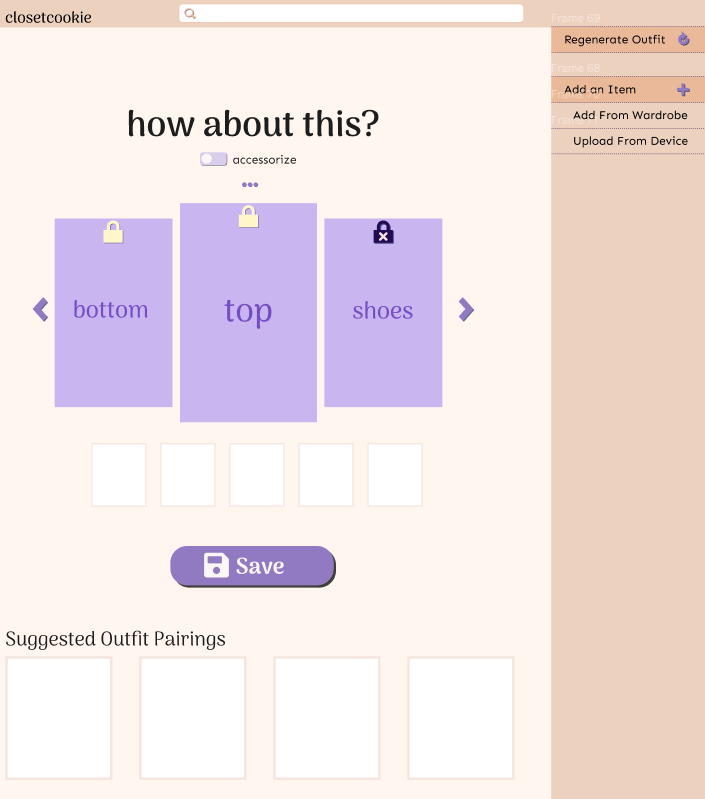 closetcookie
how about this?
accessorize
bottom
top
shoes
Save
Suggested Outfit Pairings
Frame 69
Regenerate Outfit
Frame 68
Add an Item
Add From Wardrobe
Upload From Device